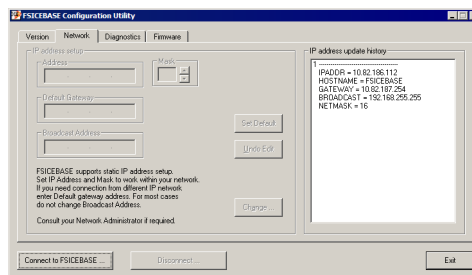 FSICEBASE Configuration Utility
Version Network Diagnostics Firmware
IP address setup
Address
Mask
Default Gateway
Broadcast Address
Set Default
Undo Edit
FSICEBASE supports static IP address setup.
Set IP Address and Mask to work within your network.
If you need connection from different IP network
enter Default gateway address. For most cases
do not change Broadcast Address.
Consult your Network Administrator if required.
Change ...
IP address update history
1 ----------------------------------------
IPADDR = 10.82.186.112
HOSTNAME = FSICEBASE
GATEWAY = 10.82.187.254
BROADCAST = 192.168.255.255
NETMASK = 16
Connect to FSICEBASE ...
Disconnect ...
Exit